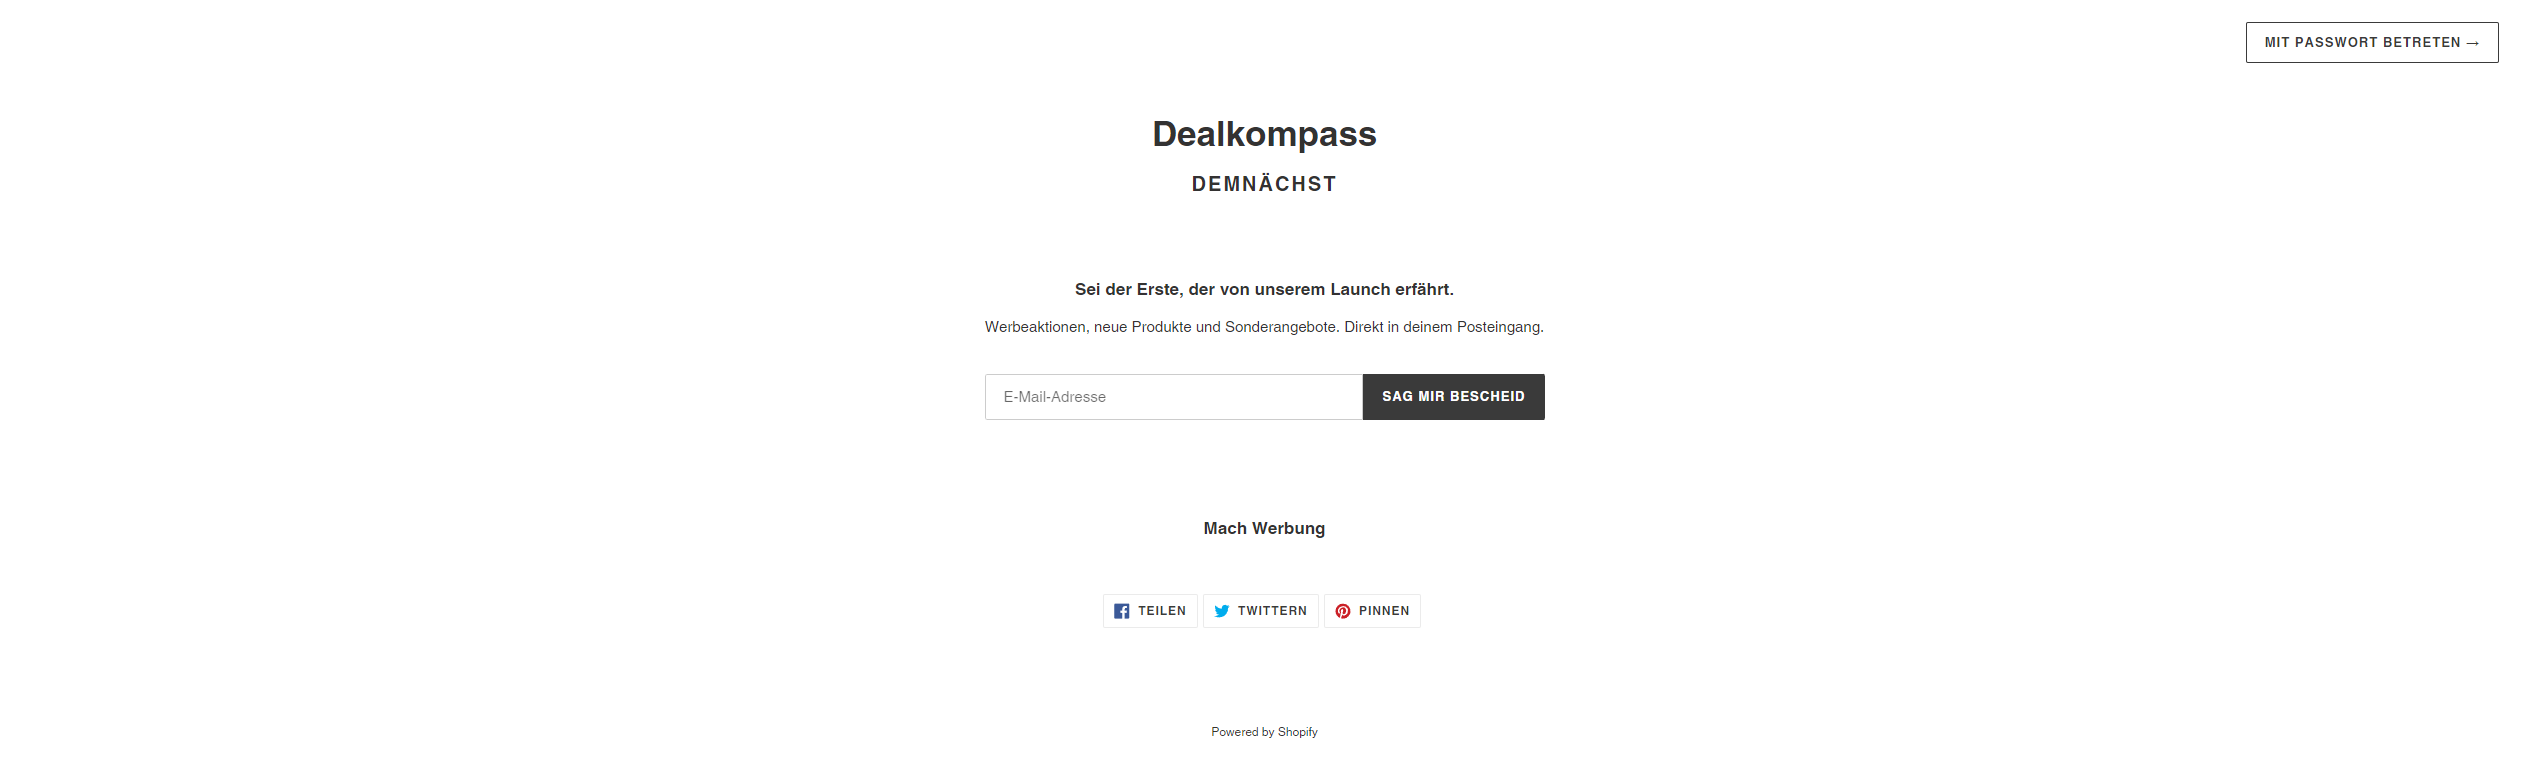 MIT PASSWORT BETRETEN →
Dealkompass
DEMNÄCHST
Sei der Erste, der von unserem Launch erfährt.
Werbeaktionen, neue Produkte und Sonderangebote. Direkt in deinem Posteingang.
E-Mail-Adresse SAG MIR BESCHEID
Mach Werbung
TEILEN TWITTERN PINNEN
Powered by Shopify